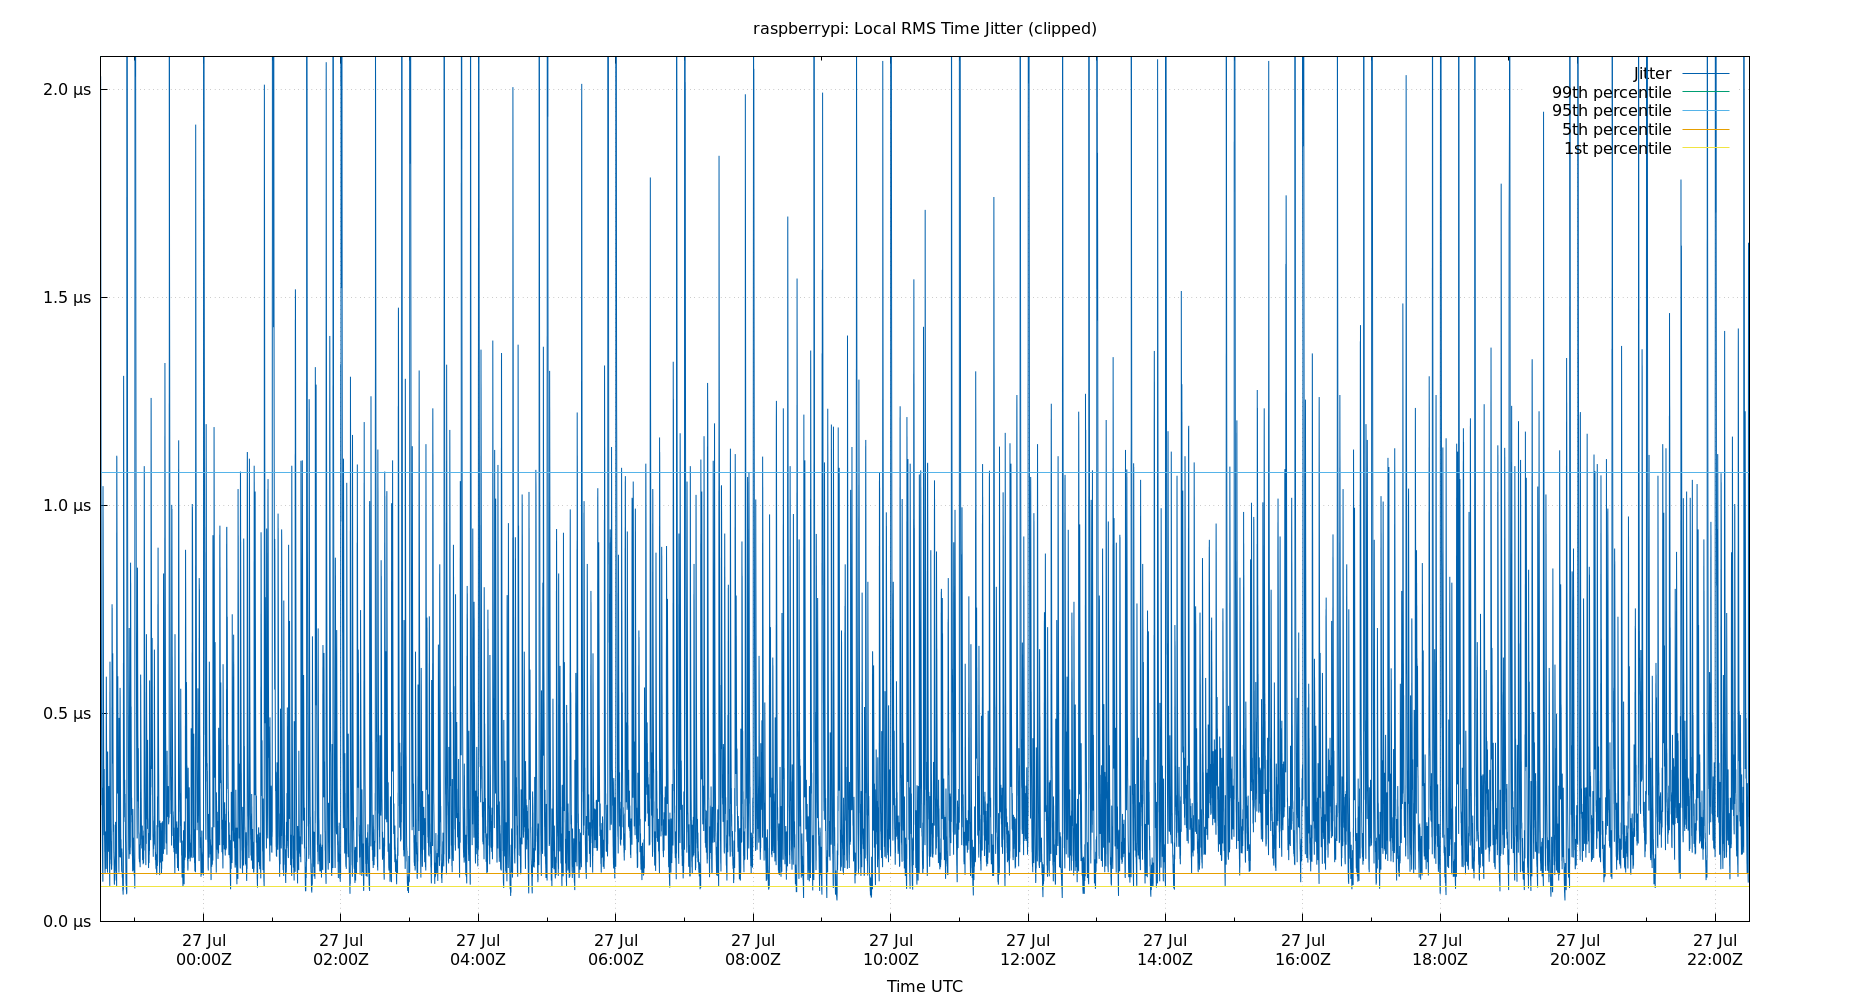 raspberrypi: Local RMS Time Jitter (clipped)
2.0 µs
1.5 µs
1.0 µs
0.5 µs
0.0 µs
Jitter
99th percentile
95th percentile
5th percentile
1st percentile
27 Jul
00:00Z
27 Jul
02:00Z
27 Jul
04:00Z
27 Jul
06:00Z
27 Jul
08:00Z
27 Jul
10:00Z
27 Jul
12:00Z
27 Jul
14:00Z
27 Jul
16:00Z
27 Jul
18:00Z
27 Jul
20:00Z
27 Jul
22:00Z
Time UTC